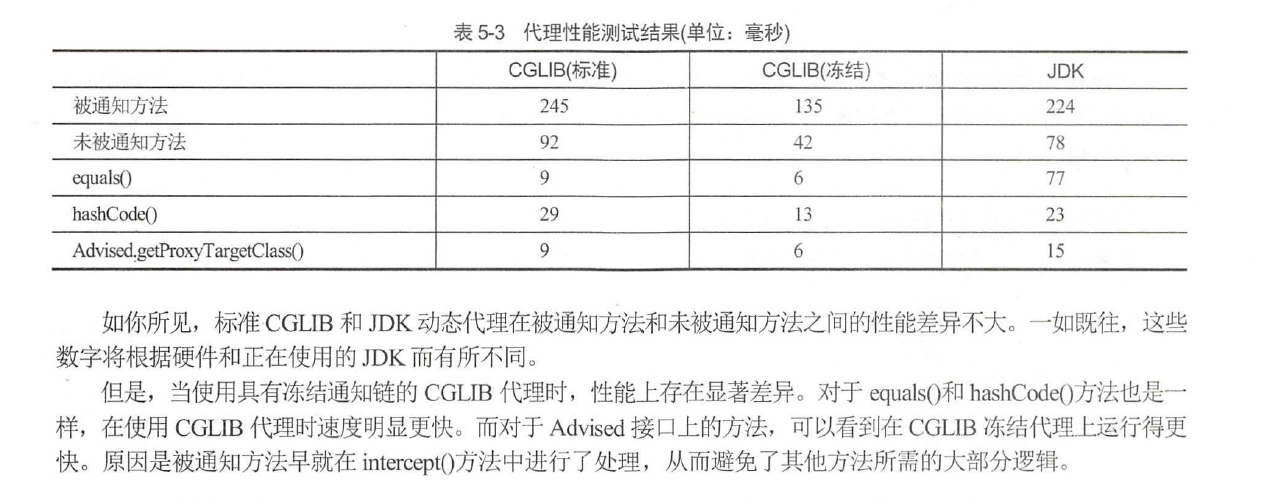 表 5-3 代理性能测试结果(单位：毫秒)
CGLIB(标准) CGLIB(冻结) JDK
被通知方法 245 135 224
未被通知方法 92 42 78
equals() 9 6 77
hashCode() 29 13 23
Advised.getProxyTargetClass() 9 6 15
如你所见，标准 CGLIB 和 JDK 动态代理在被通知方法和未被通知方法之间的性能差异不大。一如既往，这些
数字将根据硬件和正在使用的 JDK 而有所不同。
但是，当使用具有冻结通知链的 CGLIB 代理时，性能上存在显著差异。对于 equals()和 hashCode()方法也是一
样，在使用 CGLIB 代理时速度明显更快。而对于 Advised 接口上的方法，可以看到在 CGLIB 冻结代理上运行得更
快。原因是被通知方法早就在 intercept()方法中进行了处理，从而避免了其他方法所需的大部分逻辑。